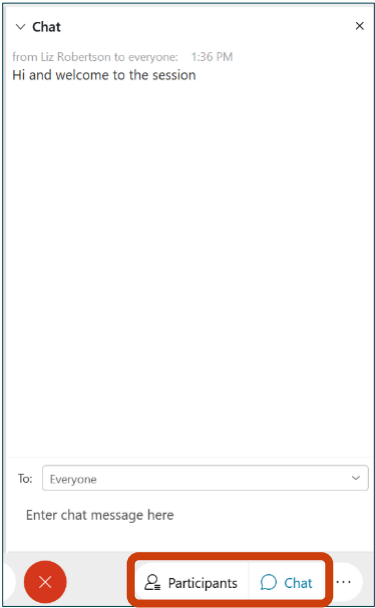 Chat
from Liz Robertson to everyone: 1:36 PM
Hi and welcome to the session
To: Everyone
Enter chat message here
Participants Chat